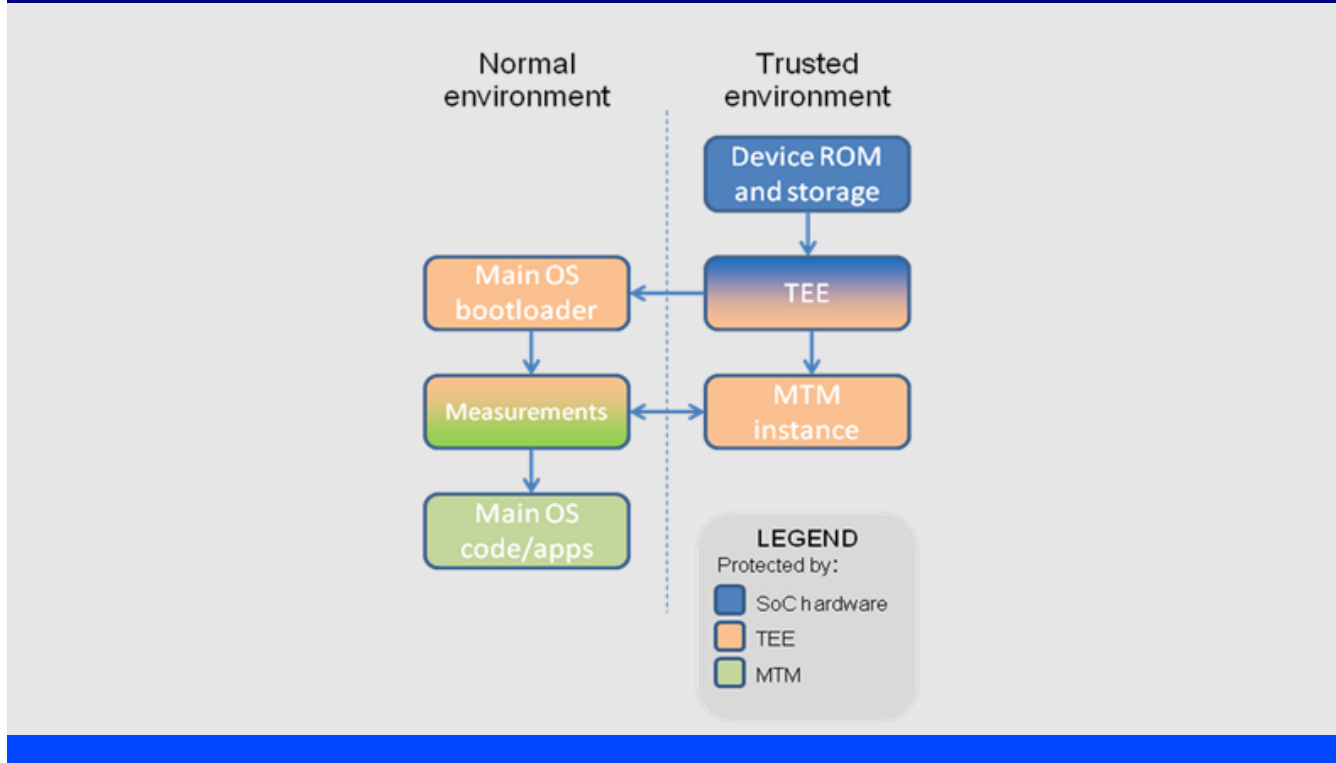 Normal
environment
Trusted
environment
Device ROM
and storage
Main OS
bootloader
TEE
Measurements
MTM
instance
Main OS
code/apps
LEGEND
Protected by:
SoC hardware
TEE
MTM